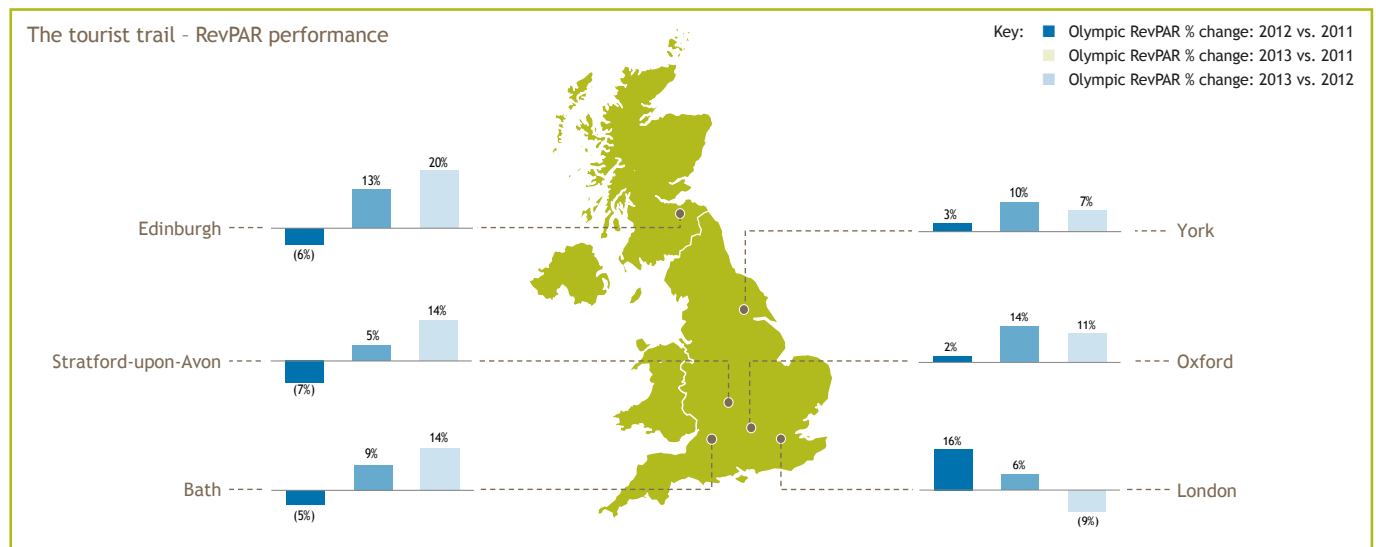 The tourist trail – RevPAR performance
Key:
Olympic RevPAR % change: 2012 vs. 2011
Olympic RevPAR % change: 2013 vs. 2011
Olympic RevPAR % change: 2013 vs. 2012
Edinburgh
(6%)
13%
20%
York
3%
10%
7%
Stratford-upon-Avon
(7%)
5%
14%
Oxford
2%
14%
11%
Bath
(5%)
9%
14%
London
16%
6%
(9%)